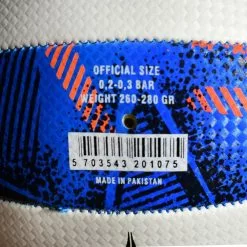 OFFICIAL SIZE
0,2-0,3 BAR
WEIGHT 260-280 GR
5 703543 201075
MADE IN PAKISTAN